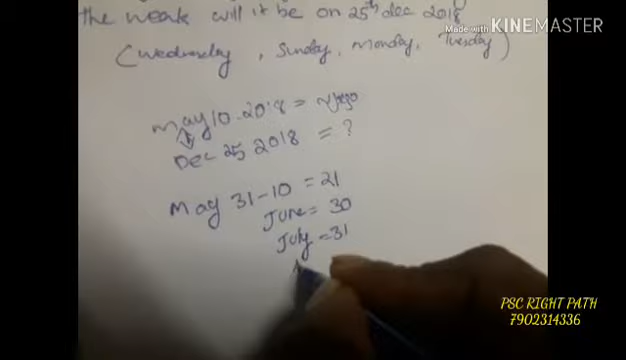 the weak will it be on 25th dec 2018
Made with KINEMASTER
(Wednesday, Sunday, Monday, Tuesday)
May 10-2018 =
Dec 25 2018 = ?
May 31-10 = 21
June = 30
July = 31
PSC RIGHT PATH
7902314336